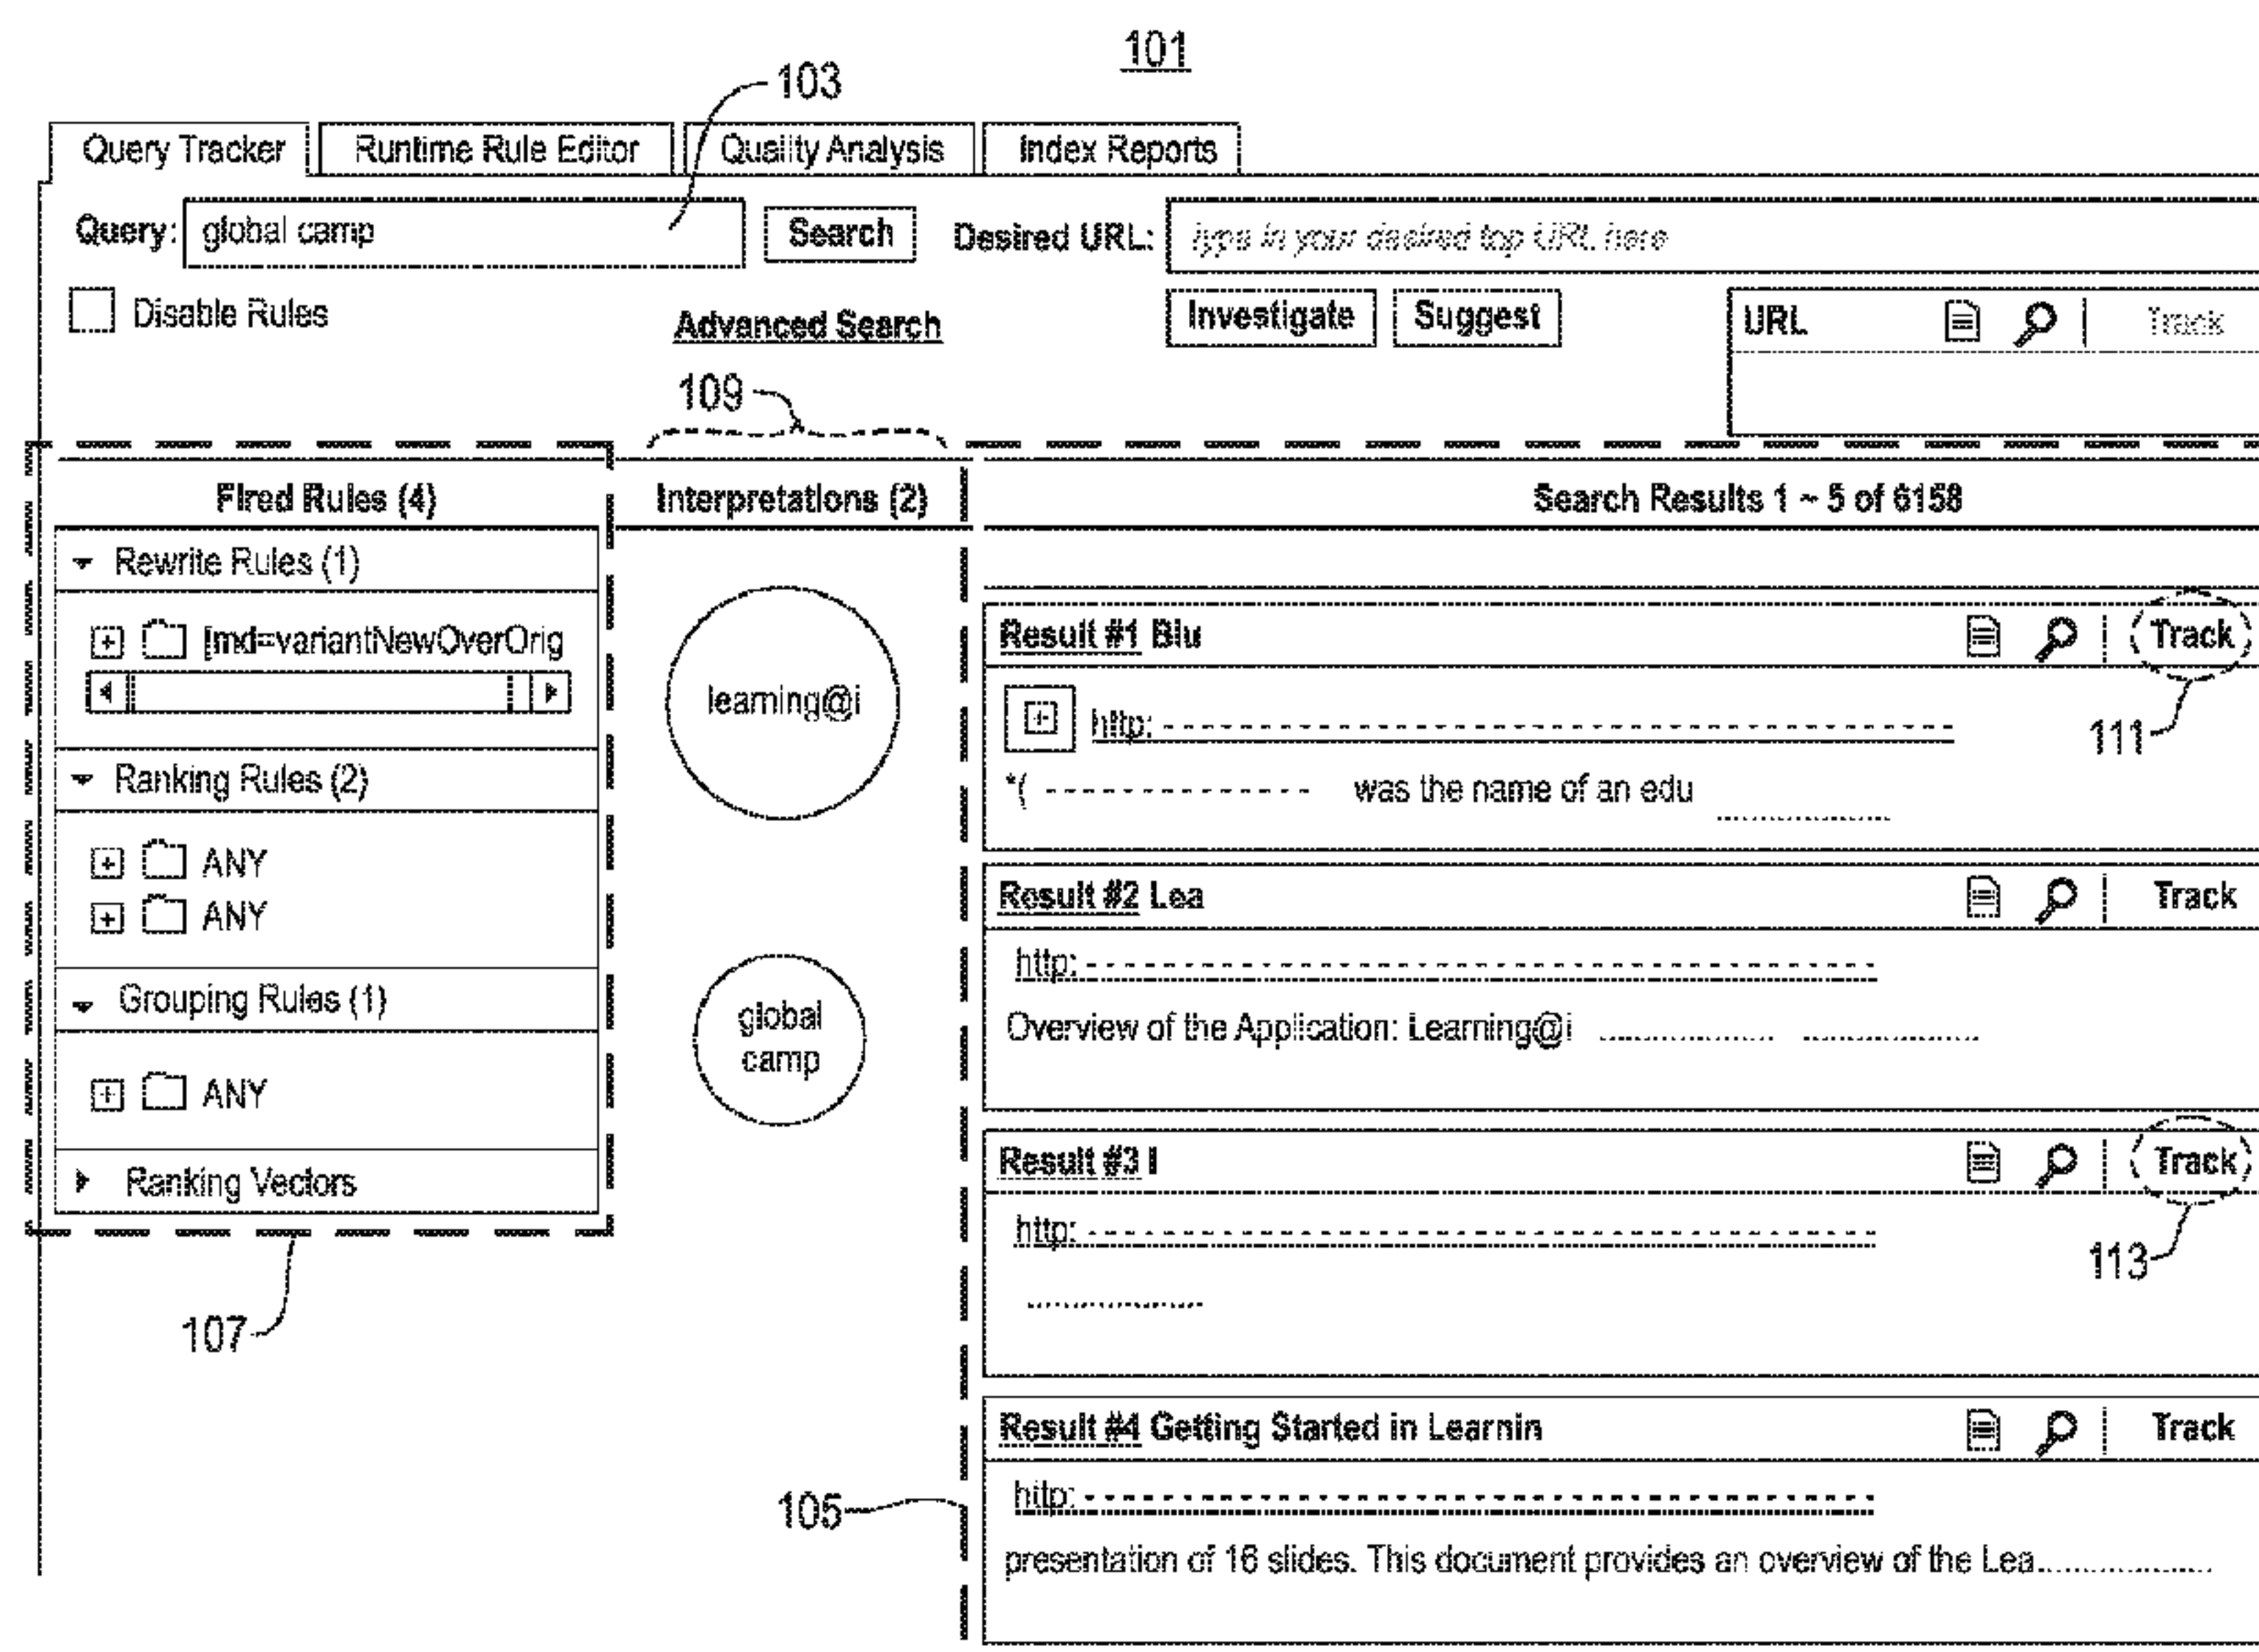 101
103
Query Tracker Runtime Rule Editor Quality Analysis Index Reports
Query: global camp Search Desired URL: type in your desired top URL here
Disable Rules Advanced Search Investigate Suggest URL Track
109
Fired Rules (4) Interpretations (2) Search Results 1 ~ 5 of 6158
Rewrite Rules (1)
[md=variantNewOverOrig
learning@i
Result #1 Blu Track
http:
111
*( was the name of an edu
Ranking Rules (2)
ANY
ANY
Result #2 Lea Track
http:
Overview of the Application: Learning@i
global
camp
Grouping Rules (1)
ANY
Ranking Vectors
Result #3 I Track
http:
113
107
Result #4 Getting Started in Learnin Track
http:
105
presentation of 16 slides. This document provides an overview of the Lea